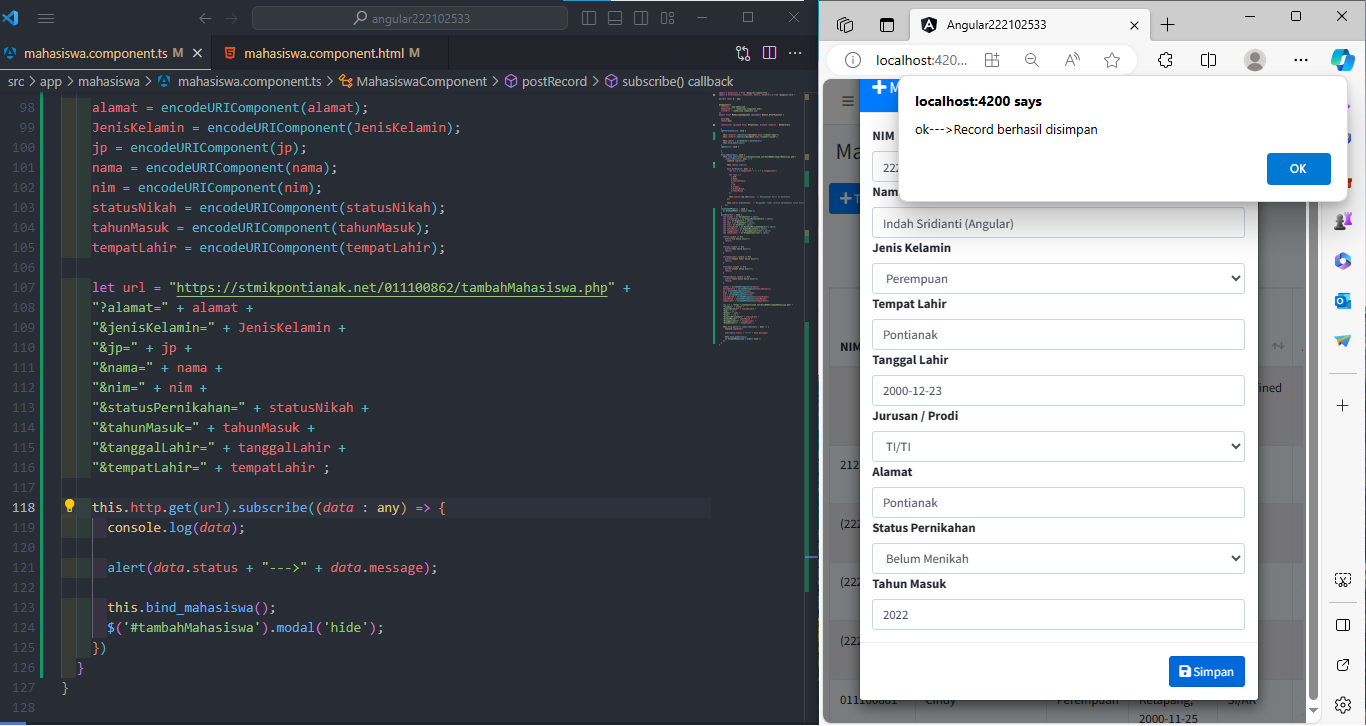 angular222102533
mahasiswa.component.ts M
mahasiswa.component.html M
src > app > mahasiswa > mahasiswa.component.ts > MahasiswaComponent > postRecord > subscribe() callback
98 alamat = encodeURIComponent(alamat);
99 JenisKelamin = encodeURIComponent(JenisKelamin);
100 jp = encodeURIComponent(jp);
101 nama = encodeURIComponent(nama);
102 nim = encodeURIComponent(nim);
103 statusNikah = encodeURIComponent(statusNikah);
104 tahunMasuk = encodeURIComponent(tahunMasuk);
105 tempatLahir = encodeURIComponent(tempatLahir);
106
107 let url = "https://stmikpontianak.net/011100862/tambahMahasiswa.php" +
108 "?alamat=" + alamat +
109 "&jenisKelamin=" + JenisKelamin +
110 "&jp=" + jp +
111 "&nama=" + nama +
112 "&nim=" + nim +
113 "&statusPernikahan=" + statusNikah +
114 "&tahunMasuk=" + tahunMasuk +
115 "&tanggalLahir=" + tanggalLahir +
116 "&tempatLahir=" + tempatLahir ;
117
118 this.http.get(url).subscribe((data : any) => {
119 console.log(data);
120
121 alert(data.status + "--->" + data.message);
122
123 this.bind_mahasiswa();
124 $('#tambahMahasiswa').modal('hide');
125 })
126 }
127 }
128
Angular222102533
localhost:420...
localhost:4200 says
ok--->Record berhasil disimpan
OK
NIM
222
Nam
Indah Sridianti (Angular)
Jenis Kelamin
Perempuan
Tempat Lahir
Pontianak
Tanggal Lahir
2000-12-23
Jurusan / Prodi
TI/TI
Alamat
Pontianak
Status Pernikahan
Belum Menikah
Tahun Masuk
2022
Simpan
Ma
NIM
ined
212
(222
(222
(222
011100861 Cindy Perempuan Ketapang, SI/AK
2000-11-25